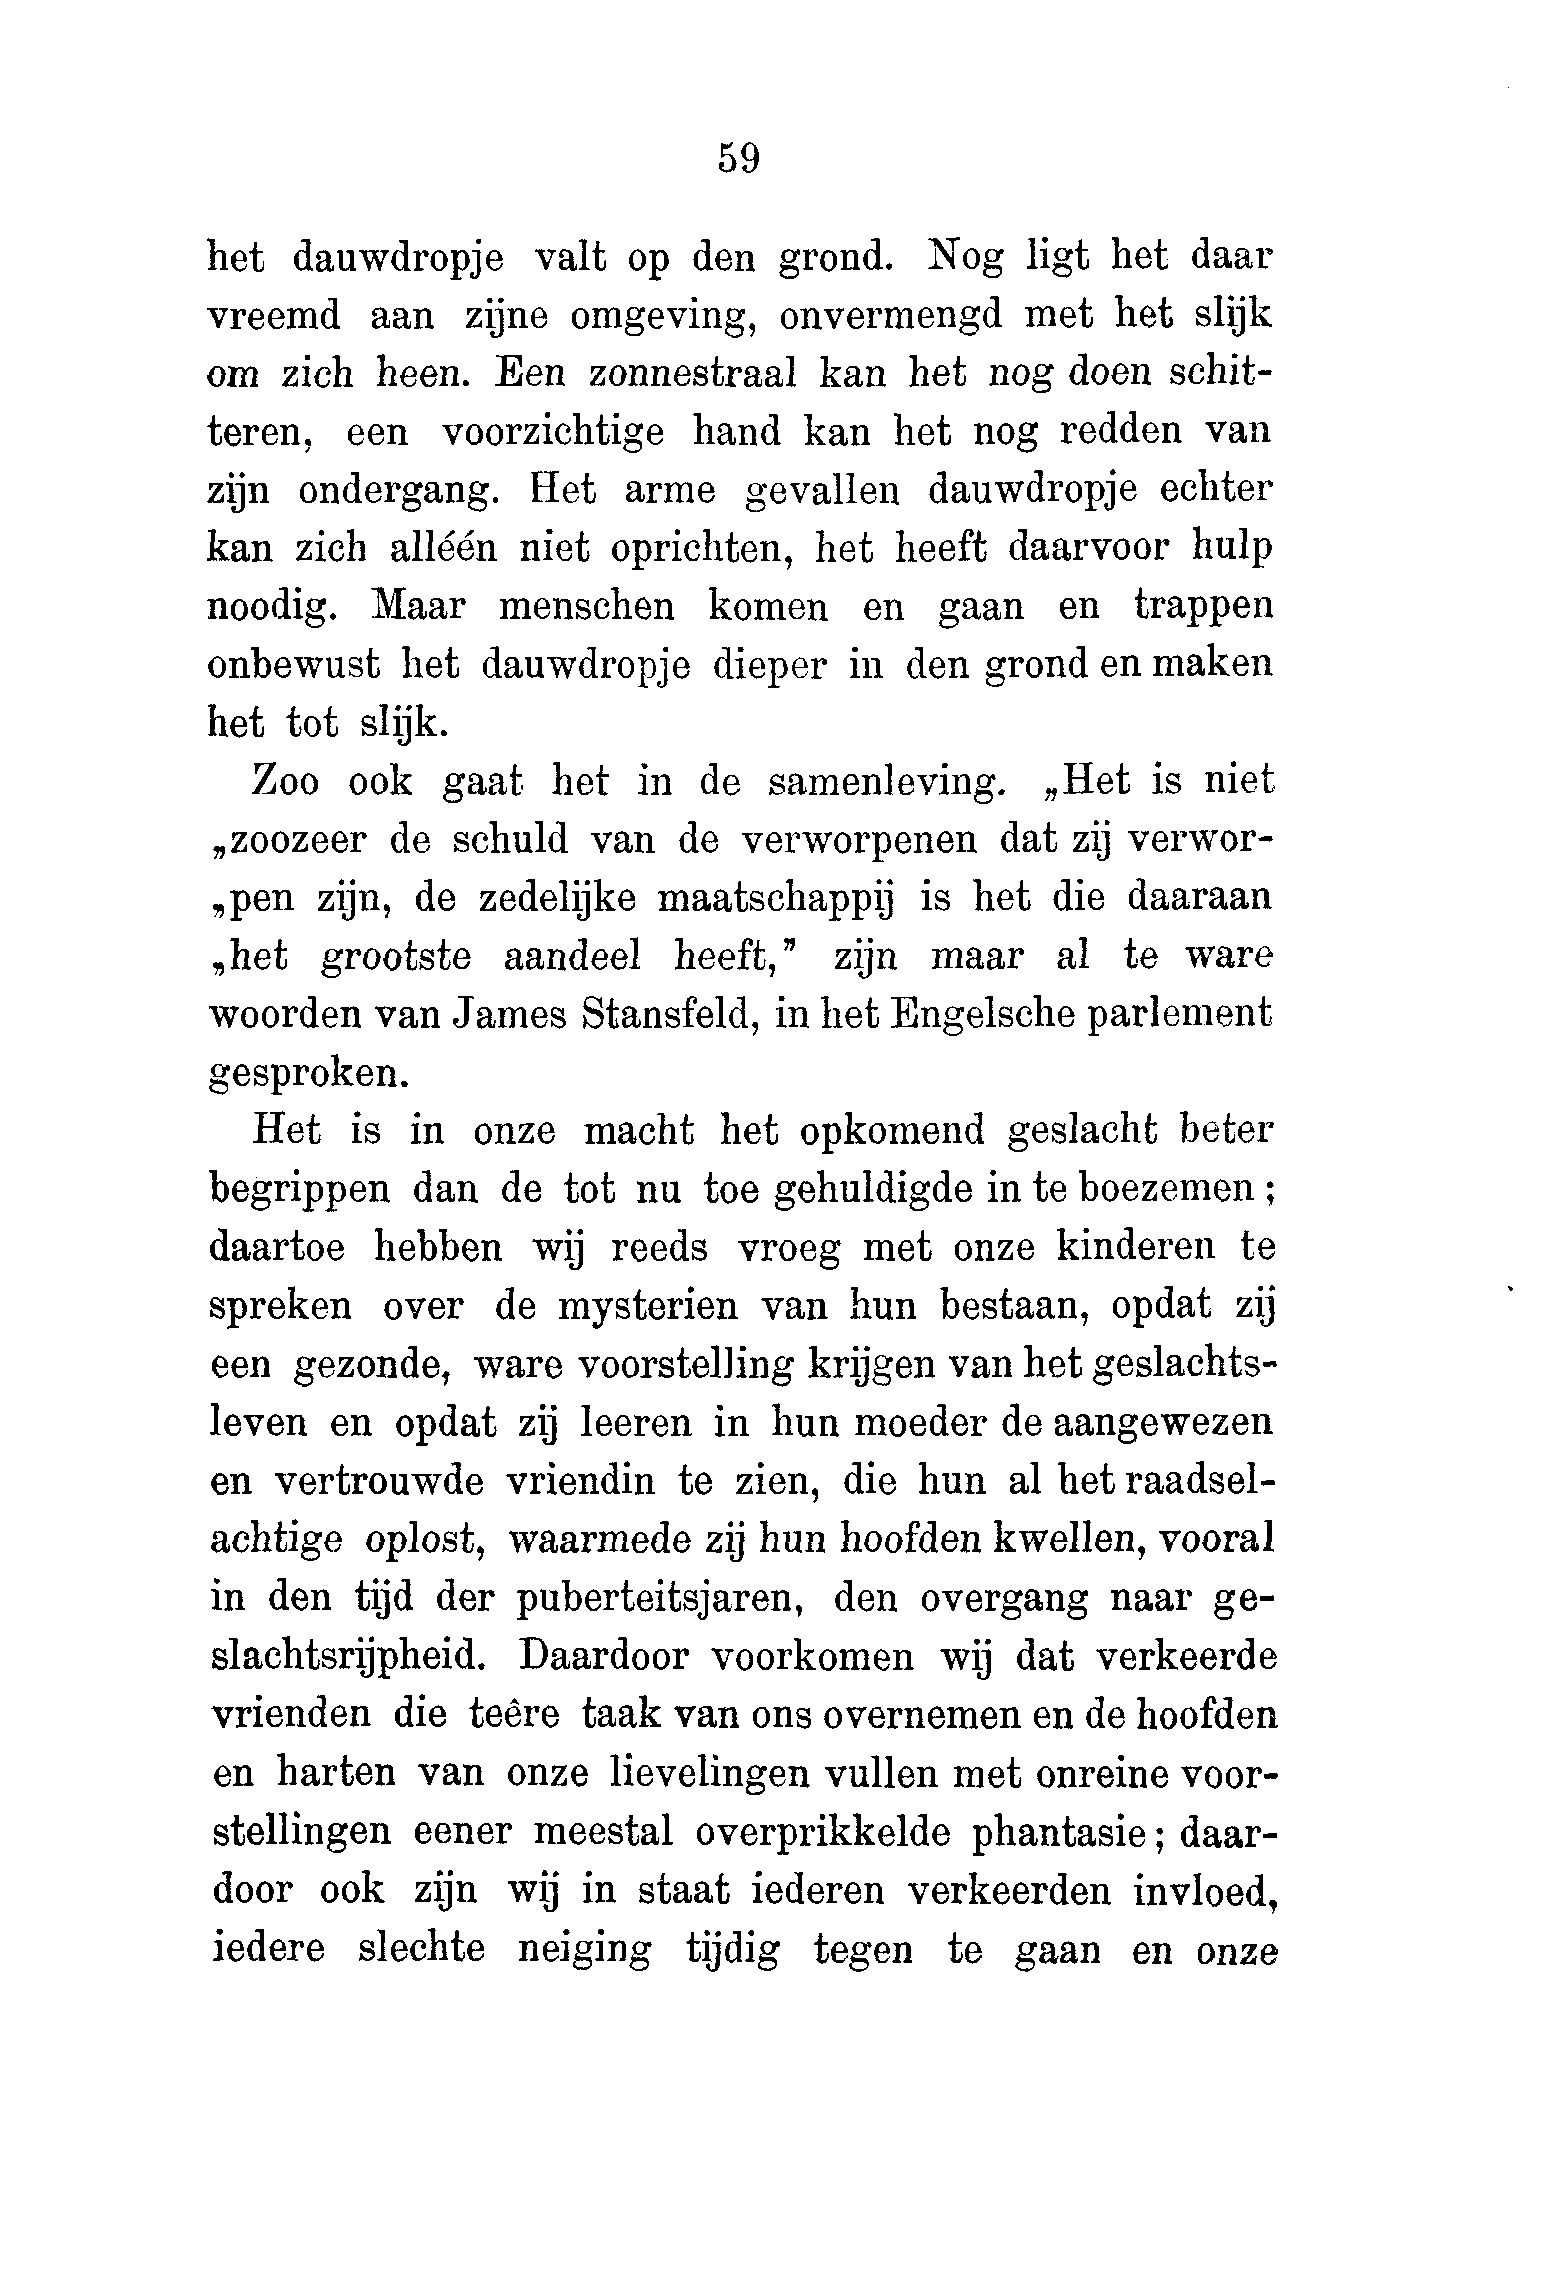 59
het dauwdropje valt op den grond. Nog ligt het daar
vreemd aan zijne omgeving, onvermengd met het slijk
om zich heen. Een zonnestraal kan het nog doen schit-
teren, een voorzichtige hand kan het nog redden van
zijn ondergang. Het arme gevallen dauwdropje echter
kan zich alléén niet oprichten, het heeft daarvoor hulp
noodig. Maar menschen komen en gaan en trappen
onbewust het dauwdropje dieper in den grond en maken
het tot slijk.
Zoo ook gaat het in de samenleving. „Het is niet
„zoozeer de schuld van de verworpenen dat zij verwor-
„pen zijn, de zedelijke maatschappij is het die daaraan
„het grootste aandeel heeft,” zijn maar al te ware
woorden van James Stansfeld, in het Engelsche parlement
gesproken.
Het is in onze macht het opkomend geslacht beter
begrippen dan de tot nu toe gehuldigde in te boezemen;
daartoe hebben wij reeds vroeg met onze kinderen te
spreken over de mysterien van hun bestaan, opdat zij
een gezonde, ware voorstelling krijgen van het geslachts-
leven en opdat zij leeren in hun moeder de aangewezen
en vertrouwde vriendin te zien, die hun al het raadsel-
achtige oplost, waarmede zij hun hoofden kwellen, vooral
in den tijd der puberteitsjaren, den overgang naar ge-
slachtsrijpheid. Daardoor voorkomen wij dat verkeerde
vrienden die teêre taak van ons overnemen en de hoofden
en harten van onze lievelingen vullen met onreine voor-
stellingen eener meestal overprikkelde phantasie; daar-
door ook zijn wij in staat iederen verkeerden invloed,
iedere slechte neiging tijdig tegen te gaan en onze